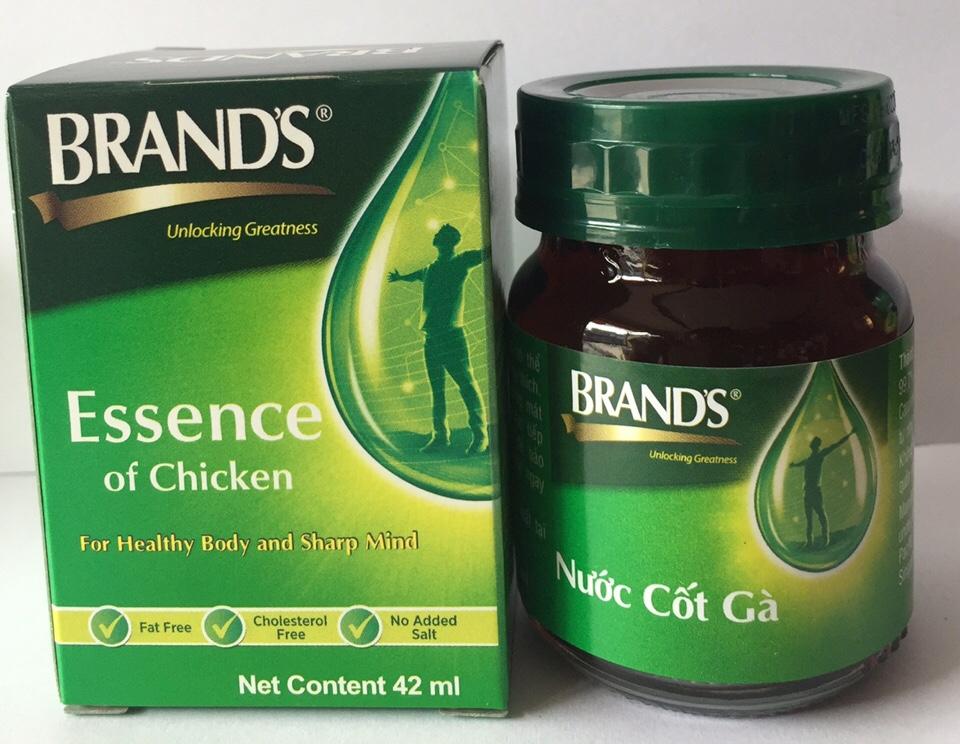 BRAND'S®
Unlocking Greatness
Essence
of Chicken
For Healthy Body and Sharp Mind
Fat Free
Cholesterol
Free
No Added
Salt
Net Content 42 ml
BRAND'S
BRAND'S®
Unlocking Greatness
Nước Cốt Gà